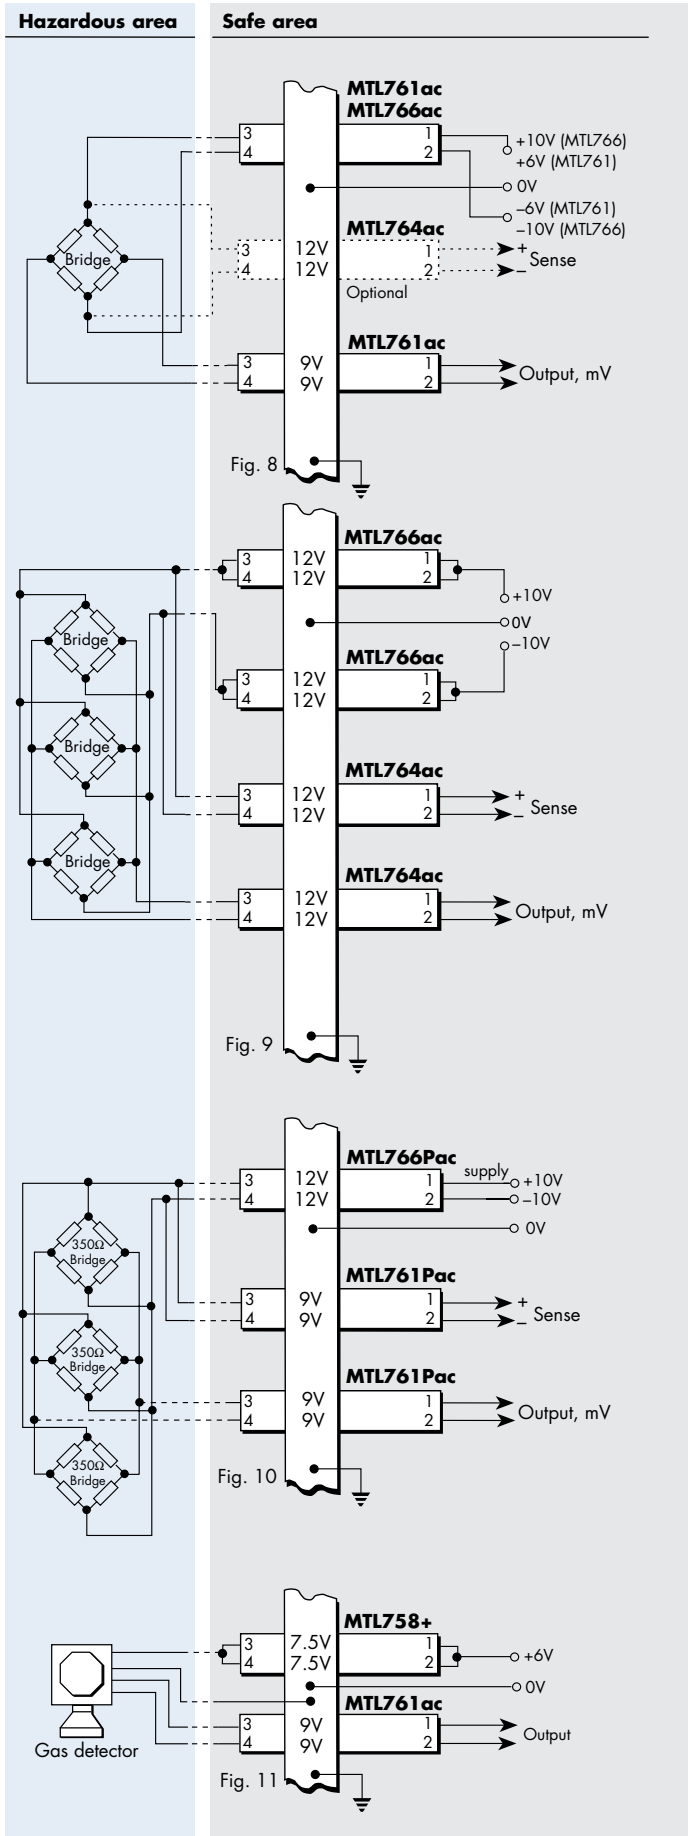 Hazardous area
Safe area
MTL761ac
MTL766ac
3
4
1
2
+10V (MTL766)
+6V (MTL761)
0V
–6V (MTL761)
–10V (MTL766)
MTL764ac
3
4
12V
12V
1
2
+
–
Sense
Optional
Bridge
MTL761ac
3
4
9V
9V
1
2
Output, mV
Fig. 8
MTL766ac
3
4
12V
12V
1
2
+10V
0V
–10V
Bridge
MTL766ac
3
4
12V
12V
1
2
Bridge
MTL764ac
3
4
12V
12V
1
2
+
–
Sense
Bridge
MTL764ac
3
4
12V
12V
1
2
Output, mV
Fig. 9
MTL766Pac
3
4
12V
12V
1
2
supply
+10V
–10V
0V
350Ω
Bridge
MTL761Pac
3
4
9V
9V
1
2
+
–
Sense
350Ω
Bridge
MTL761Pac
3
4
9V
9V
1
2
Output, mV
350Ω
Bridge
Fig. 10
MTL758+
3
4
7.5V
7.5V
1
2
+6V
0V
MTL761ac
3
4
9V
9V
1
2
Output
Gas detector
Fig. 11